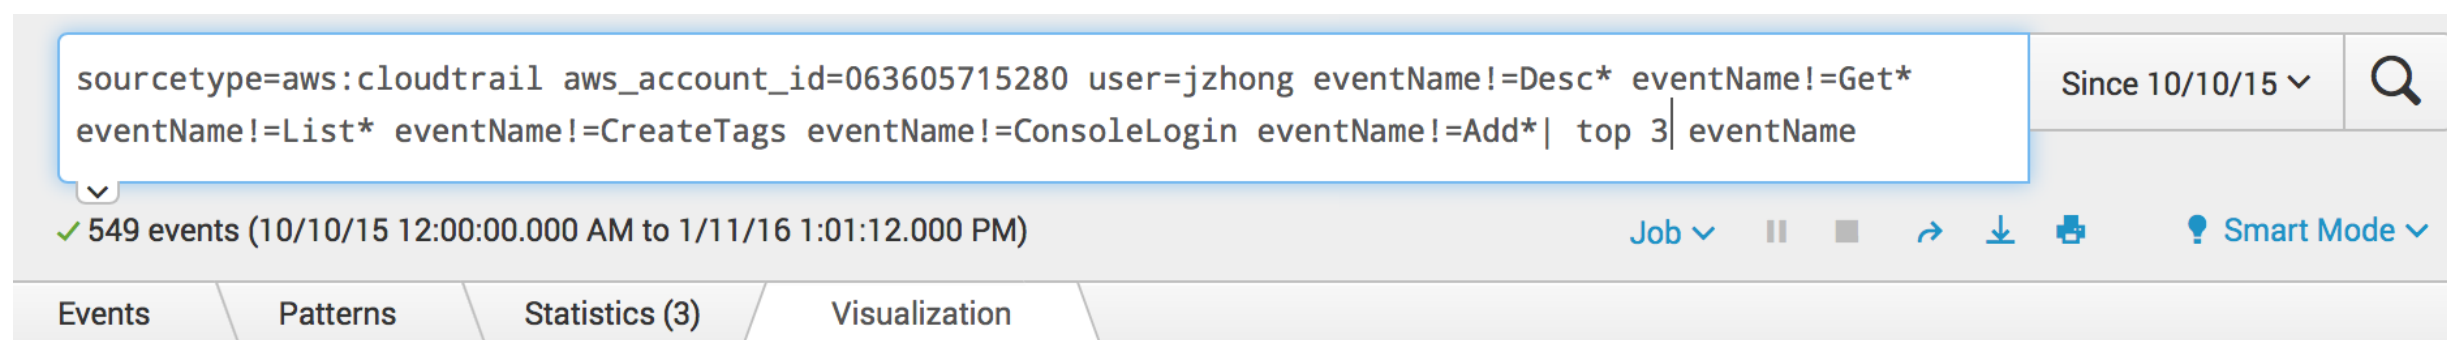 sourcetype=aws:cloudtrail aws_account_id=063605715280 user=jzhong eventName!=Desc* eventName!=Get*
eventName!=List* eventName!=CreateTags eventName!=ConsoleLogin eventName!=Add*| top 3 eventName
Since 10/10/15
549 events (10/10/15 12:00:00.000 AM to 1/11/16 1:01:12.000 PM)
Job
Smart Mode
Events
Patterns
Statistics (3)
Visualization